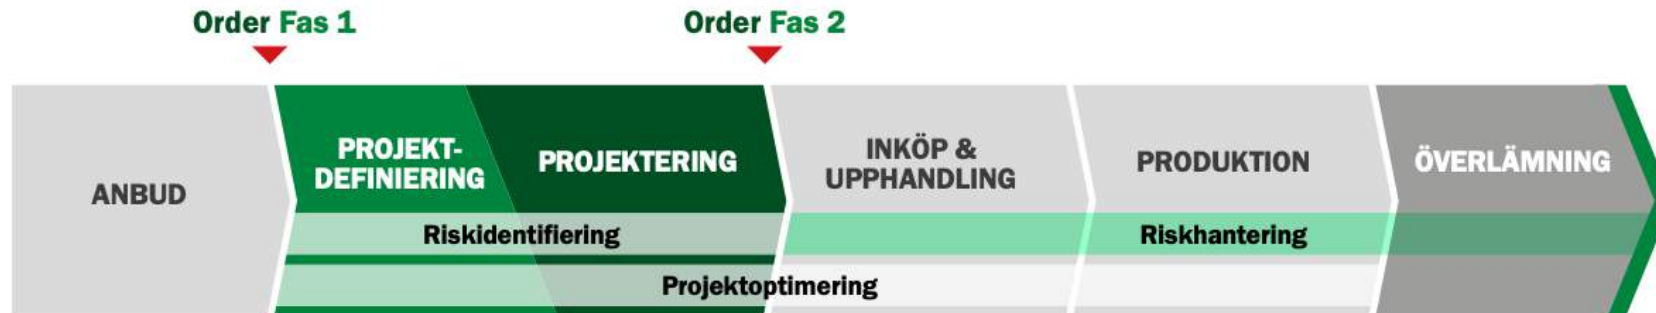 Order Fas 1
Order Fas 2
ANBUD
PROJEKT-
DEFINIERING
PROJEKTERING
INKÖP &
UPPHANDLING
PRODUKTION
ÖVERLÄMNING
Riskidentifiering
Riskhantering
Projektoptimering